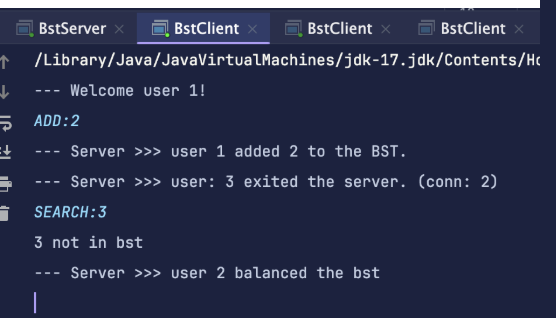 BstServer × BstClient × BstClient × BstClient ×
/Library/Java/JavaVirtualMachines/jdk-17.jdk/Contents/Ho
--- Welcome user 1!
ADD:2
--- Server >>> user 1 added 2 to the BST.
--- Server >>> user: 3 exited the server. (conn: 2)
SEARCH:3
3 not in bst
--- Server >>> user 2 balanced the bst